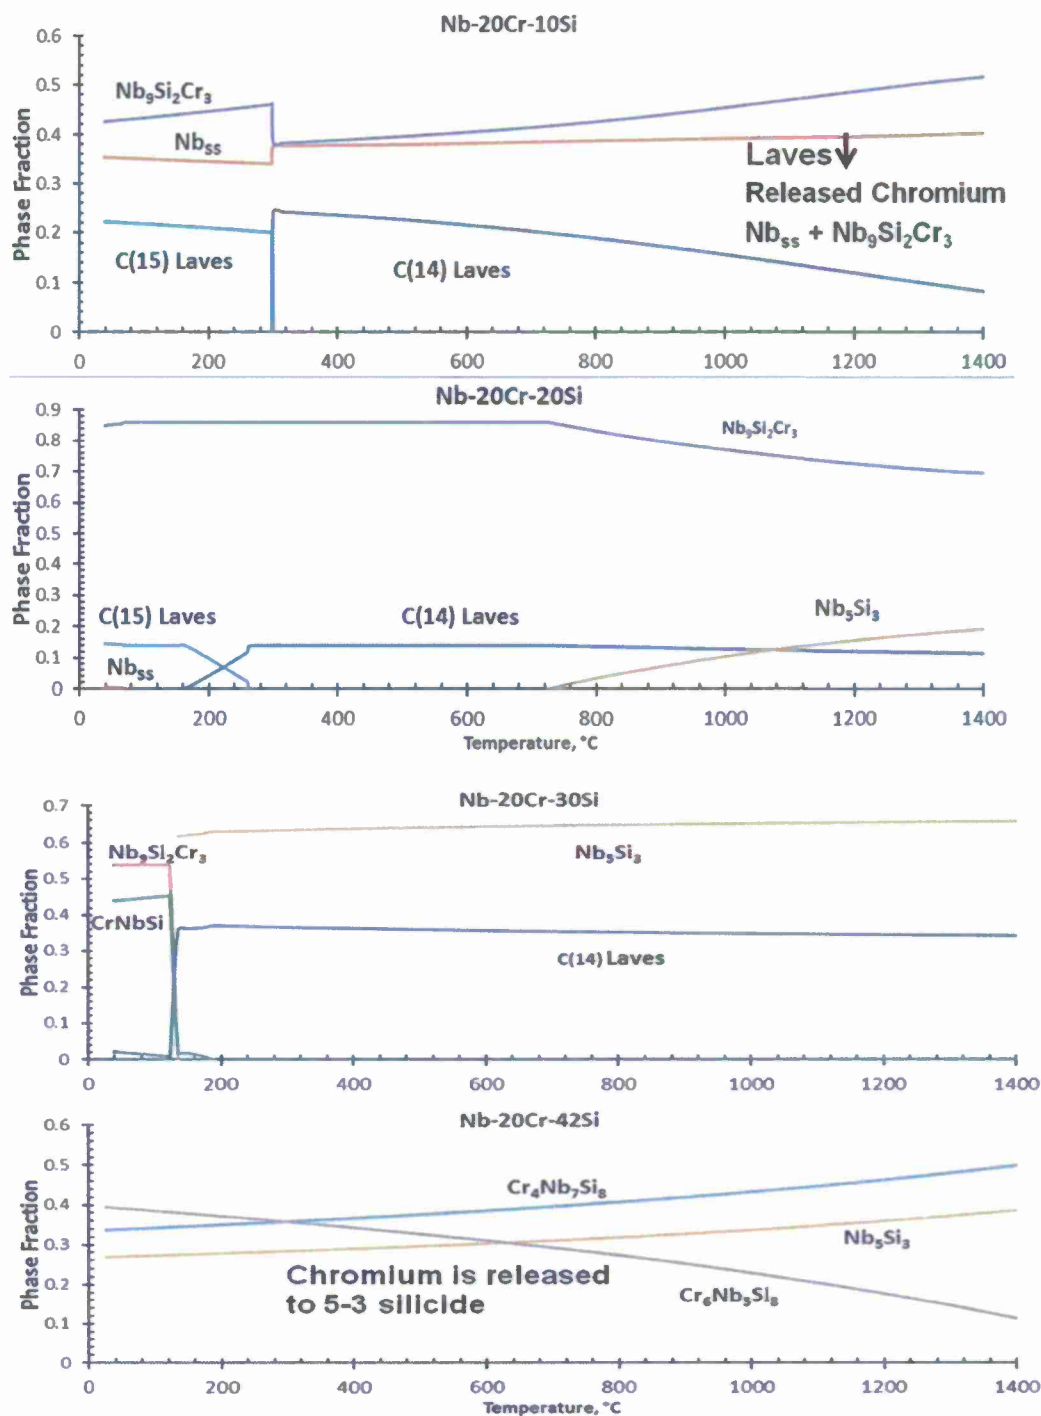 Nb-20Cr-10Si
0.6
0.5
0.4
0.3
0.2
0.1
0
Phase Fraction
Nb₉Si₂Cr₃
Nbss
C(15) Laves
C(14) Laves
Laves
Released Chromium
Nbss + Nb₉Si₂Cr₃
0 200 400 600 800 1000 1200 1400
Nb-20Cr-20Si
0.9
0.8
0.7
0.6
0.5
0.4
0.3
0.2
0.1
0
Phase Fraction
Nb₉Si₂Cr₃
C(15) Laves
C(14) Laves
Nb₅Si₃
Nbss
0 200 400 600 800 1000 1200 1400
Temperature, °C
Nb-20Cr-30Si
0.7
0.6
0.5
0.4
0.3
0.2
0.1
0
Phase Fraction
Nb₉Si₂Cr₃
Nb₅Si₃
CrNbSi
C(14) Laves
0 200 400 600 800 1000 1200 1400
Nb-20Cr-42Si
0.6
0.5
0.4
0.3
0.2
0.1
0
Phase Fraction
Cr₄Nb₇Si₈
Nb₅Si₃
Chromium is released
to 5-3 silicide
Cr₆Nb₅Si₈
0 200 400 600 800 1000 1200 1400
Temperature, °C